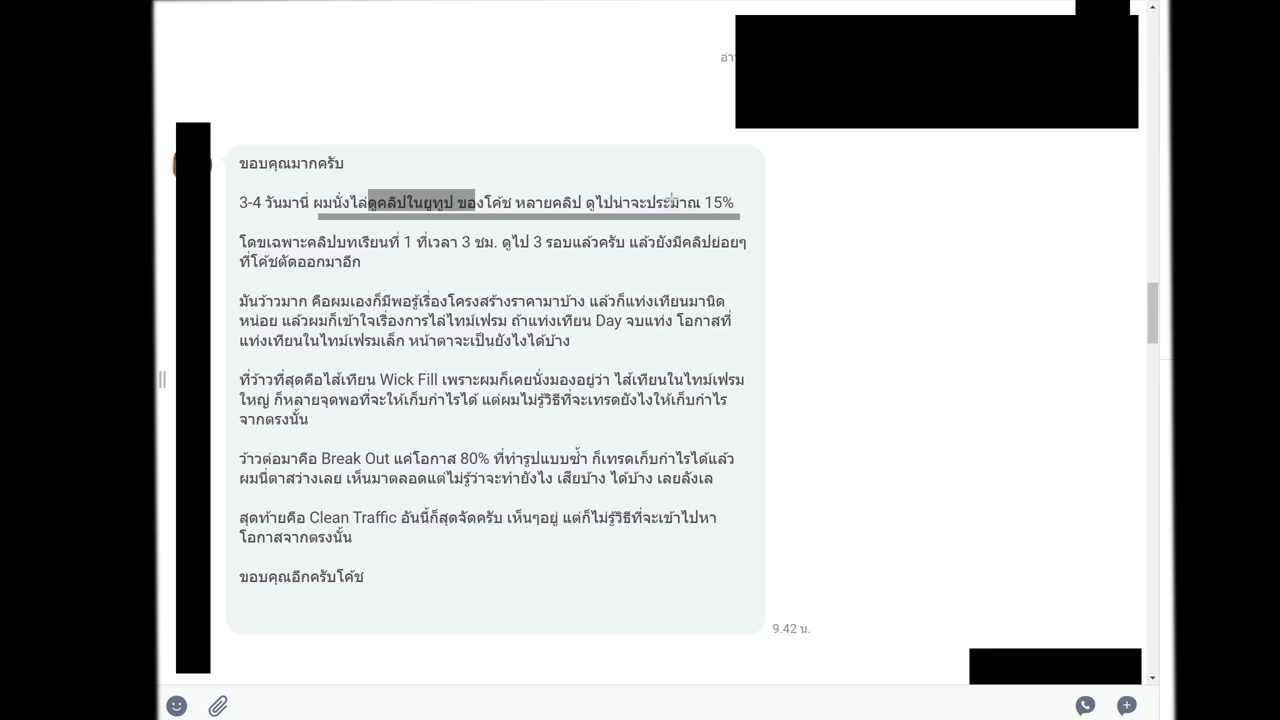 ขอบคุณมากครับ
3-4 วันมานี่ ผมนั่งไล่ดูคลิปในยูทูป ของโค้ช หลายคลิป ดูไปน่าจะประมาณ 15%
โดขเฉพาะคลิปบทเรียนที่ 1 ที่เวลา 3 ชม. ดูไป 3 รอบแล้วครับ แล้วยังมีคลิปย่อยๆ
ที่โค้ชตัดออกมาอีก
มันว้าวมาก คือผมเองก็มีพอรู้เรื่องโครงสร้างราคามาบ้าง แล้วก็แท่งเทียนมานิด
หน่อย แล้วผมก็เข้าใจเรื่องการไล่ไทม์เฟรม ถ้าแท่งเทียน Day จบแท่ง โอกาสที่
แท่งเทียนในไทม์เฟรมเล็ก หน้าตาจะเป็นยังไงได้บ้าง
ที่ว้าวที่สุดคือไส้เทียน Wick Fill เพราะผมก็เคยนั่งมองอยู่ว่า ไส้เทียนในไทม์เฟรม
ใหญ่ ก็หลายจุดพอที่จะให้เก็บกำไรได้ แต่ผมไม่รู้วิธีที่จะเทรดยังไงให้เก็บกำไร
จากตรงนั้น
ว้าวต่อมาคือ Break Out แค่โอกาส 80% ที่ทำรูปแบบซ้ำ ก็เทรดเก็บกำไรได้แล้ว
ผมนี่ตาสว่างเลย เห็นมาตลอดแต่ไม่รู้ว่าจะทำยังไง เสียบ้าง ได้บ้าง เลยลังเล
สุดท้ายคือ Clean Traffic อันนี้ก็สุดจัดครับ เห็นๆอยู่ แต่ก็ไม่รู้วิธีที่จะเข้าไปหา
โอกาสจากตรงนั้น
ขอบคุณอีกครับโค้ช
9.42 น.